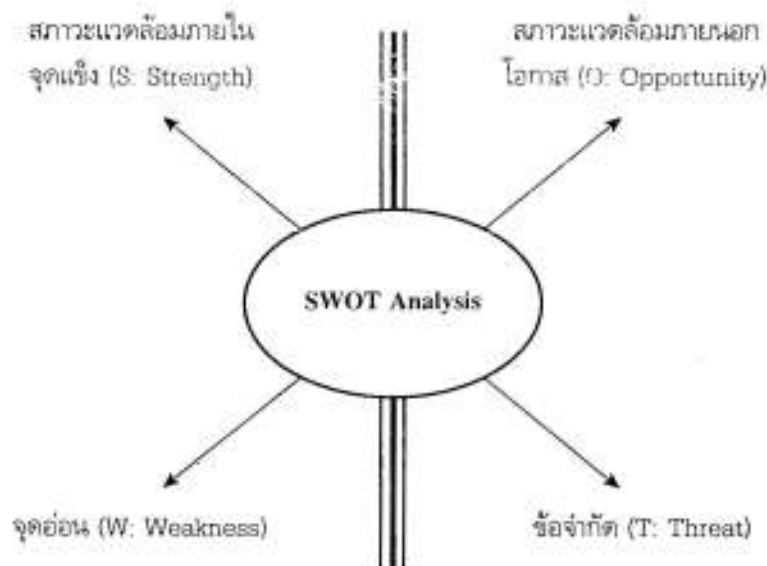 สภาวะแวดล้อมภายใน
จุดแข็ง (S: Strength)
สภาวะแวดล้อมภายนอก
โอกาส (O: Opportunity)
SWOT Analysis
จุดอ่อน (W: Weakness)
ข้อจำกัด (T: Threat)